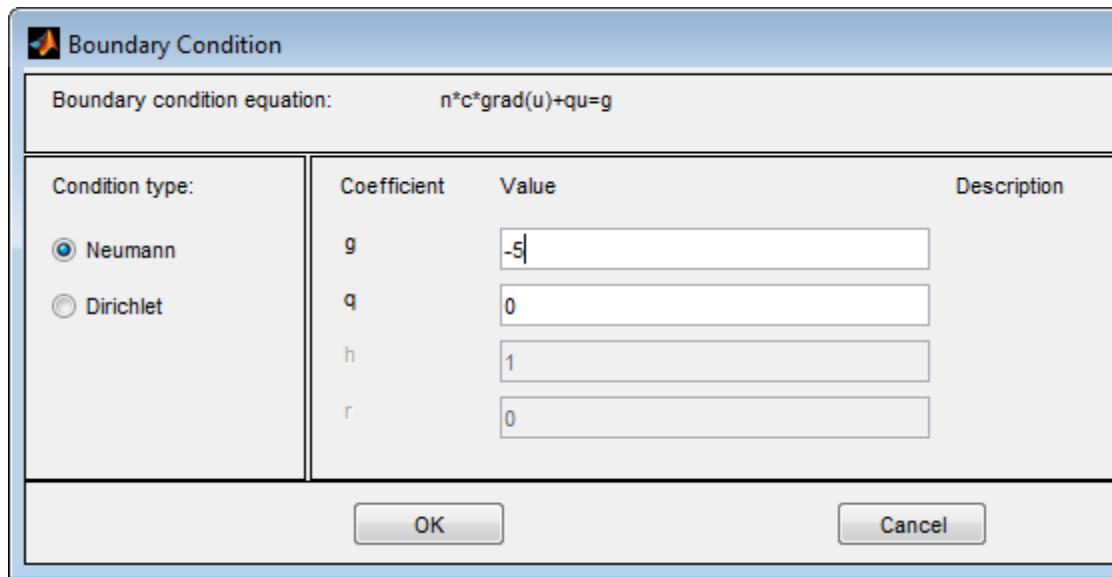 Boundary Condition
Boundary condition equation: n*c*grad(u)+qu=g
Condition type:
Neumann
Dirichlet
Coefficient Value Description
g -5
q 0
h 1
r 0
OK Cancel